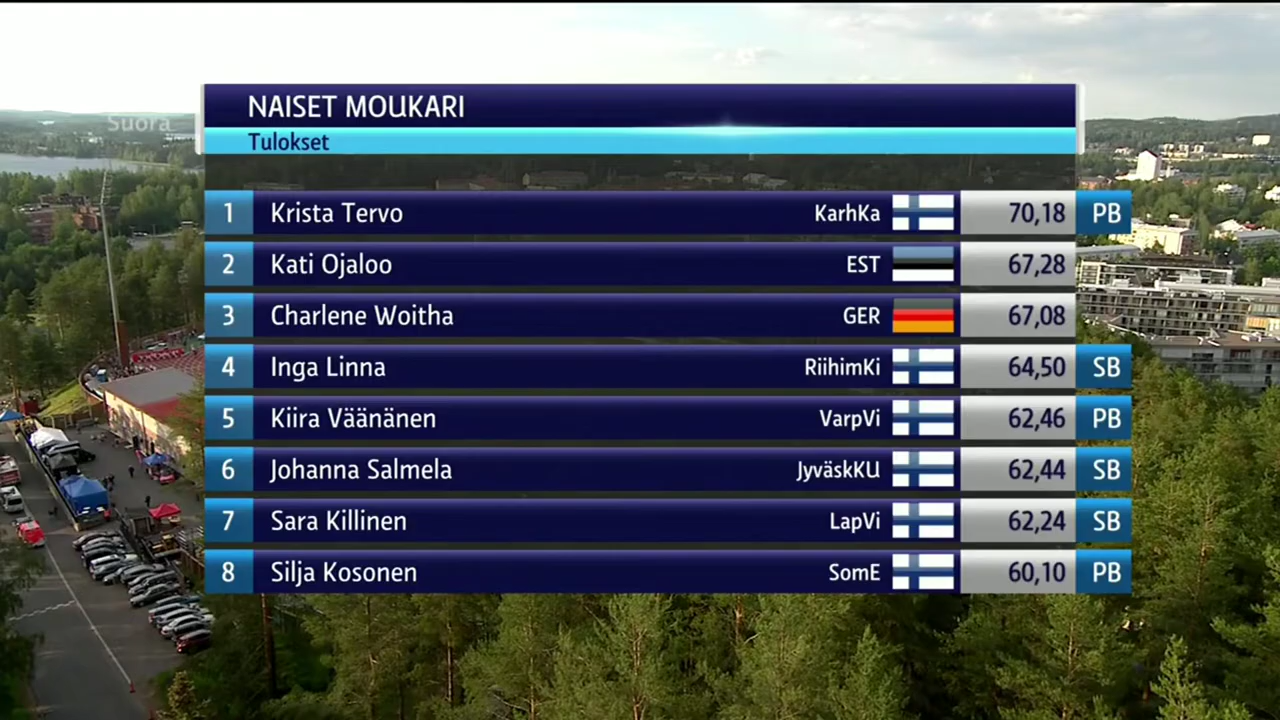 NAISET MOUKARI
Suora
Tulokset
1 Krista Tervo KarhKa 70,18 PB
2 Kati Ojaloo EST 67,28
3 Charlene Woitha GER 67,08
4 Inga Linna RiihimKi 64,50 SB
5 Kiira Väänänen VarpVi 62,46 PB
6 Johanna Salmela JyväskKU 62,44 SB
7 Sara Killinen LapVi 62,24 SB
8 Silja Kosonen SomE 60,10 PB